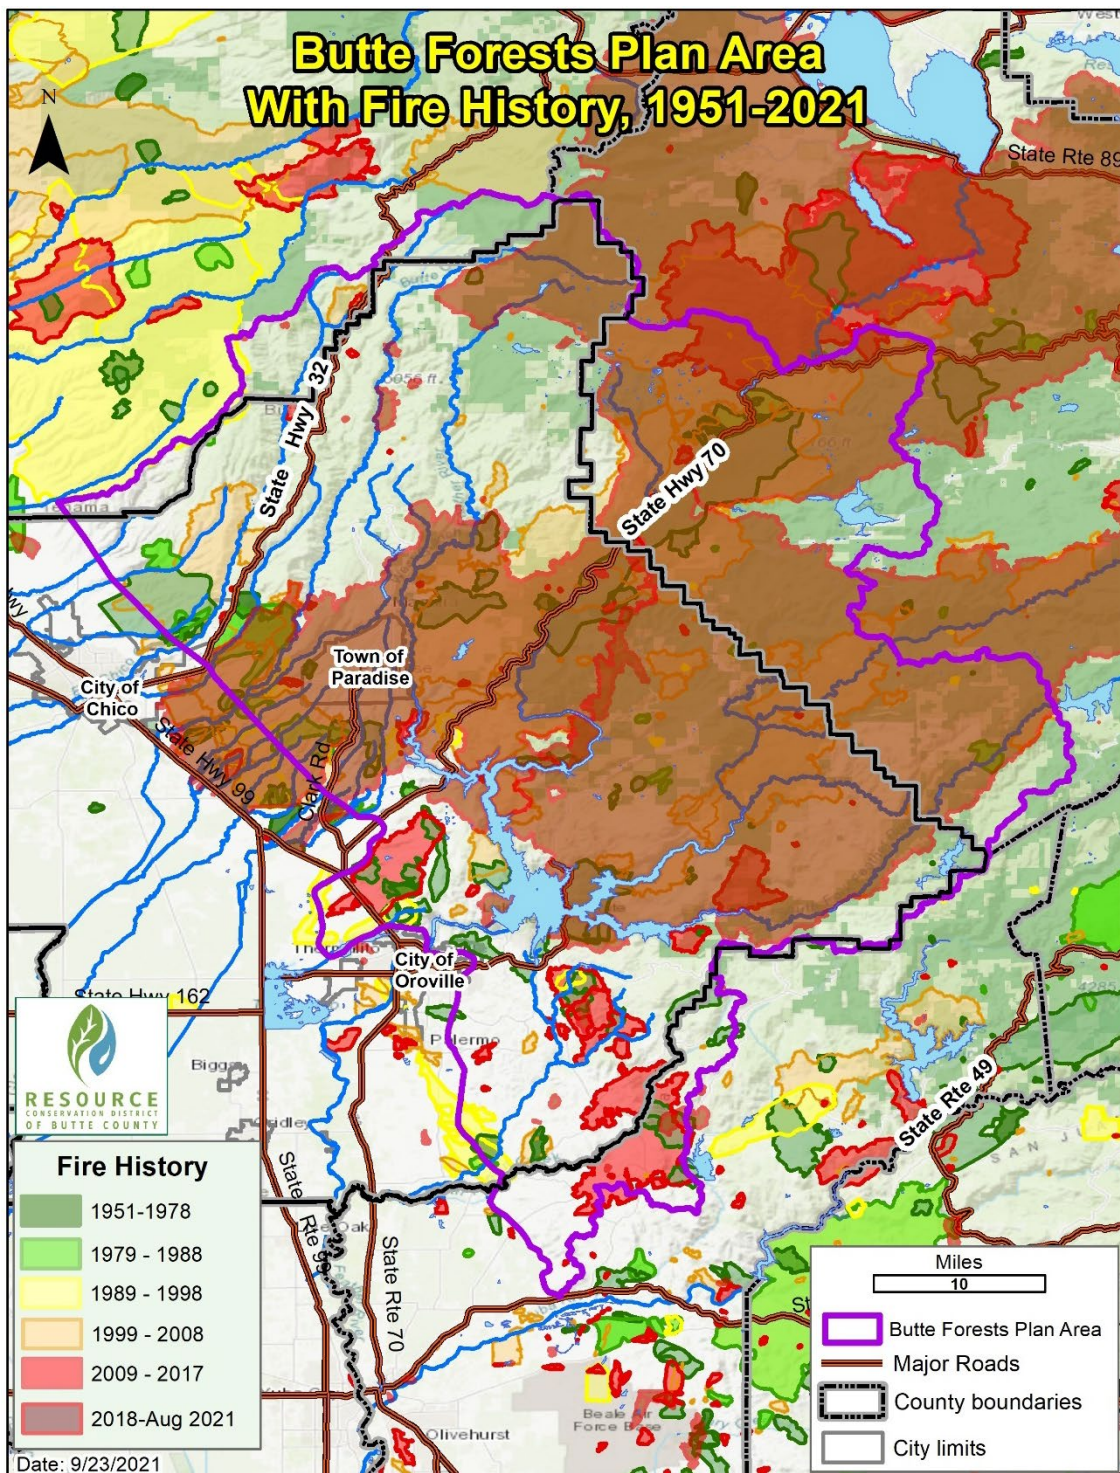 Butte Forests Plan Area
With Fire History, 1951-2021
N
State Rte 89
State Hwy 32
State Hwy 70
Town of
Paradise
City of
Chico
State Hwy 99
Clark Rd
City of
Oroville
State Hwy 162
Palermo
State Rte 49
State Rte 99
State Rte 70
Olivehurst
Beale Air
Force Base
RESOURCE
CONSERVATION DISTRICT
OF BUTTE COUNTY
Fire History
1951-1978
1979 - 1988
1989 - 1998
1999 - 2008
2009 - 2017
2018-Aug 2021
Date: 9/23/2021
Miles
10
Butte Forests Plan Area
Major Roads
County boundaries
City limits